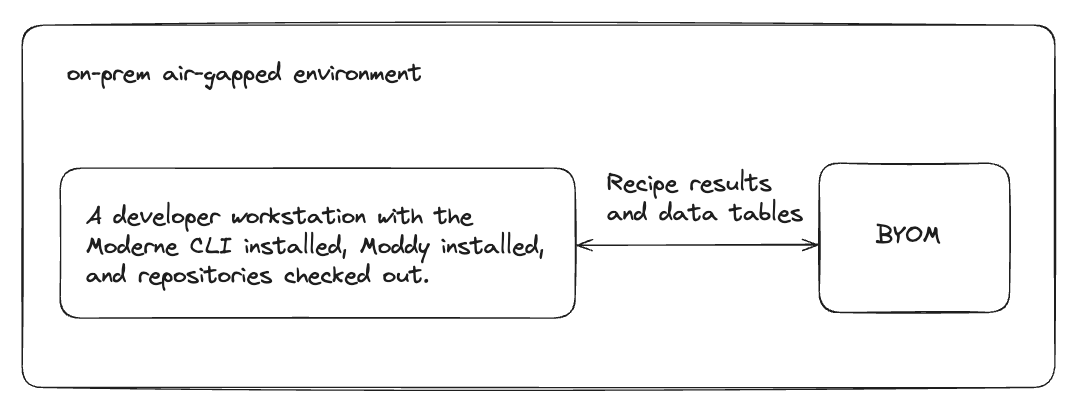 on-prem air-gapped environment
A developer workstation with the
Moderne CLI installed, Moddy installed,
and repositories checked out.
Recipe results
and data tables
BYOM